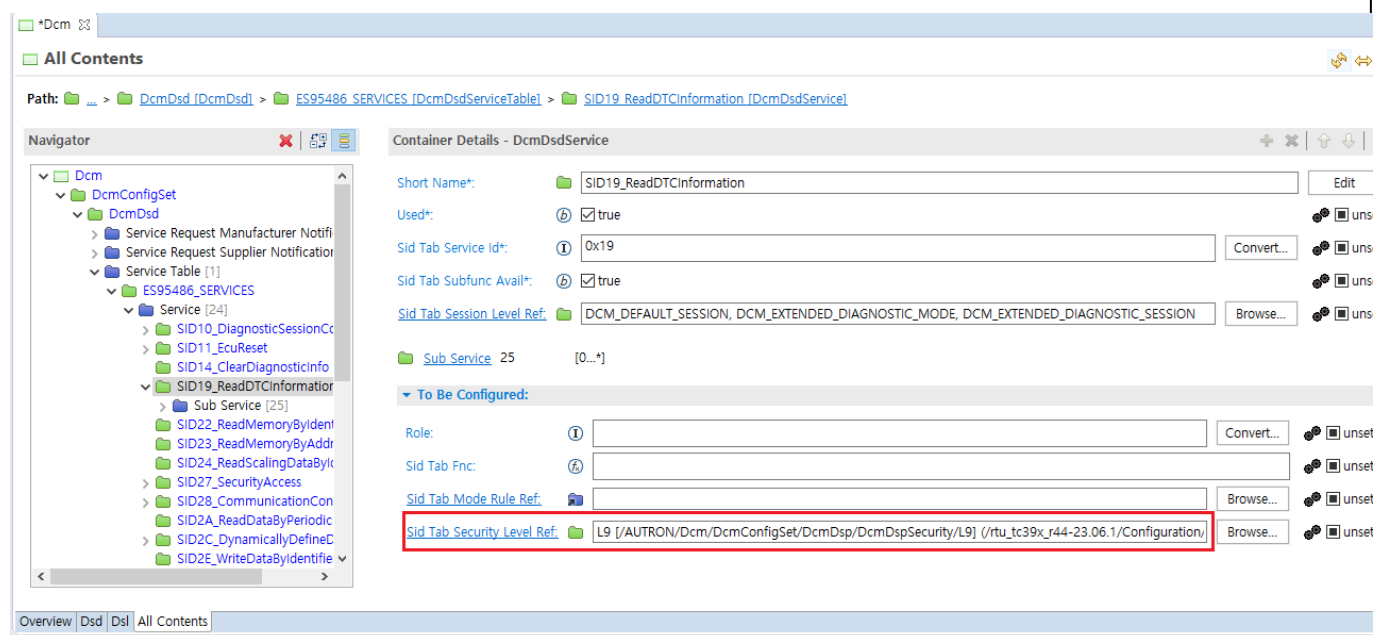 *Dcm
All Contents
Path: ... > DcmDsd [DcmDsd] > ES95486_SERVICES [DcmDsdServiceTable] > SID19_ReadDTCInformation [DcmDsdService]
Navigator
Dcm
DcmConfigSet
DcmDsd
Service Request Manufacturer Notifi
Service Request Supplier Notification
Service Table [1]
ES95486_SERVICES
Service [24]
SID10_DiagnosticSessionCo
SID11_EcuReset
SID14_ClearDiagnosticInfo
SID19_ReadDTCInformation
Sub Service [25]
SID22_ReadMemoryByIdent
SID23_ReadMemoryByAddr
SID24_ReadScalingDataById
SID27_SecurityAccess
SID28_CommunicationCon
SID2A_ReadDataByPeriodic
SID2C_DynamicallyDefineD
SID2E_WriteDataByIdentifie
Container Details - DcmDsdService
Short Name*: SID19_ReadDTCInformation Edit
Used*: true uns
Sid Tab Service Id*: 0x19 Convert... uns
Sid Tab Subfunc Avail*: true uns
Sid Tab Session Level Ref: DCM_DEFAULT_SESSION, DCM_EXTENDED_DIAGNOSTIC_MODE, DCM_EXTENDED_DIAGNOSTIC_SESSION Browse... uns
Sub Service 25 [0...*]
To Be Configured:
Role: Convert... unset
Sid Tab Fnc: unset
Sid Tab Mode Rule Ref: Browse... unset
Sid Tab Security Level Ref: L9 [/AUTRON/Dcm/DcmConfigSet/DcmDsp/DcmDspSecurity/L9] (/rtu_tc39x_r44-23.06.1/Configuration/ Browse... unset
Overview Dsd Dsl All Contents